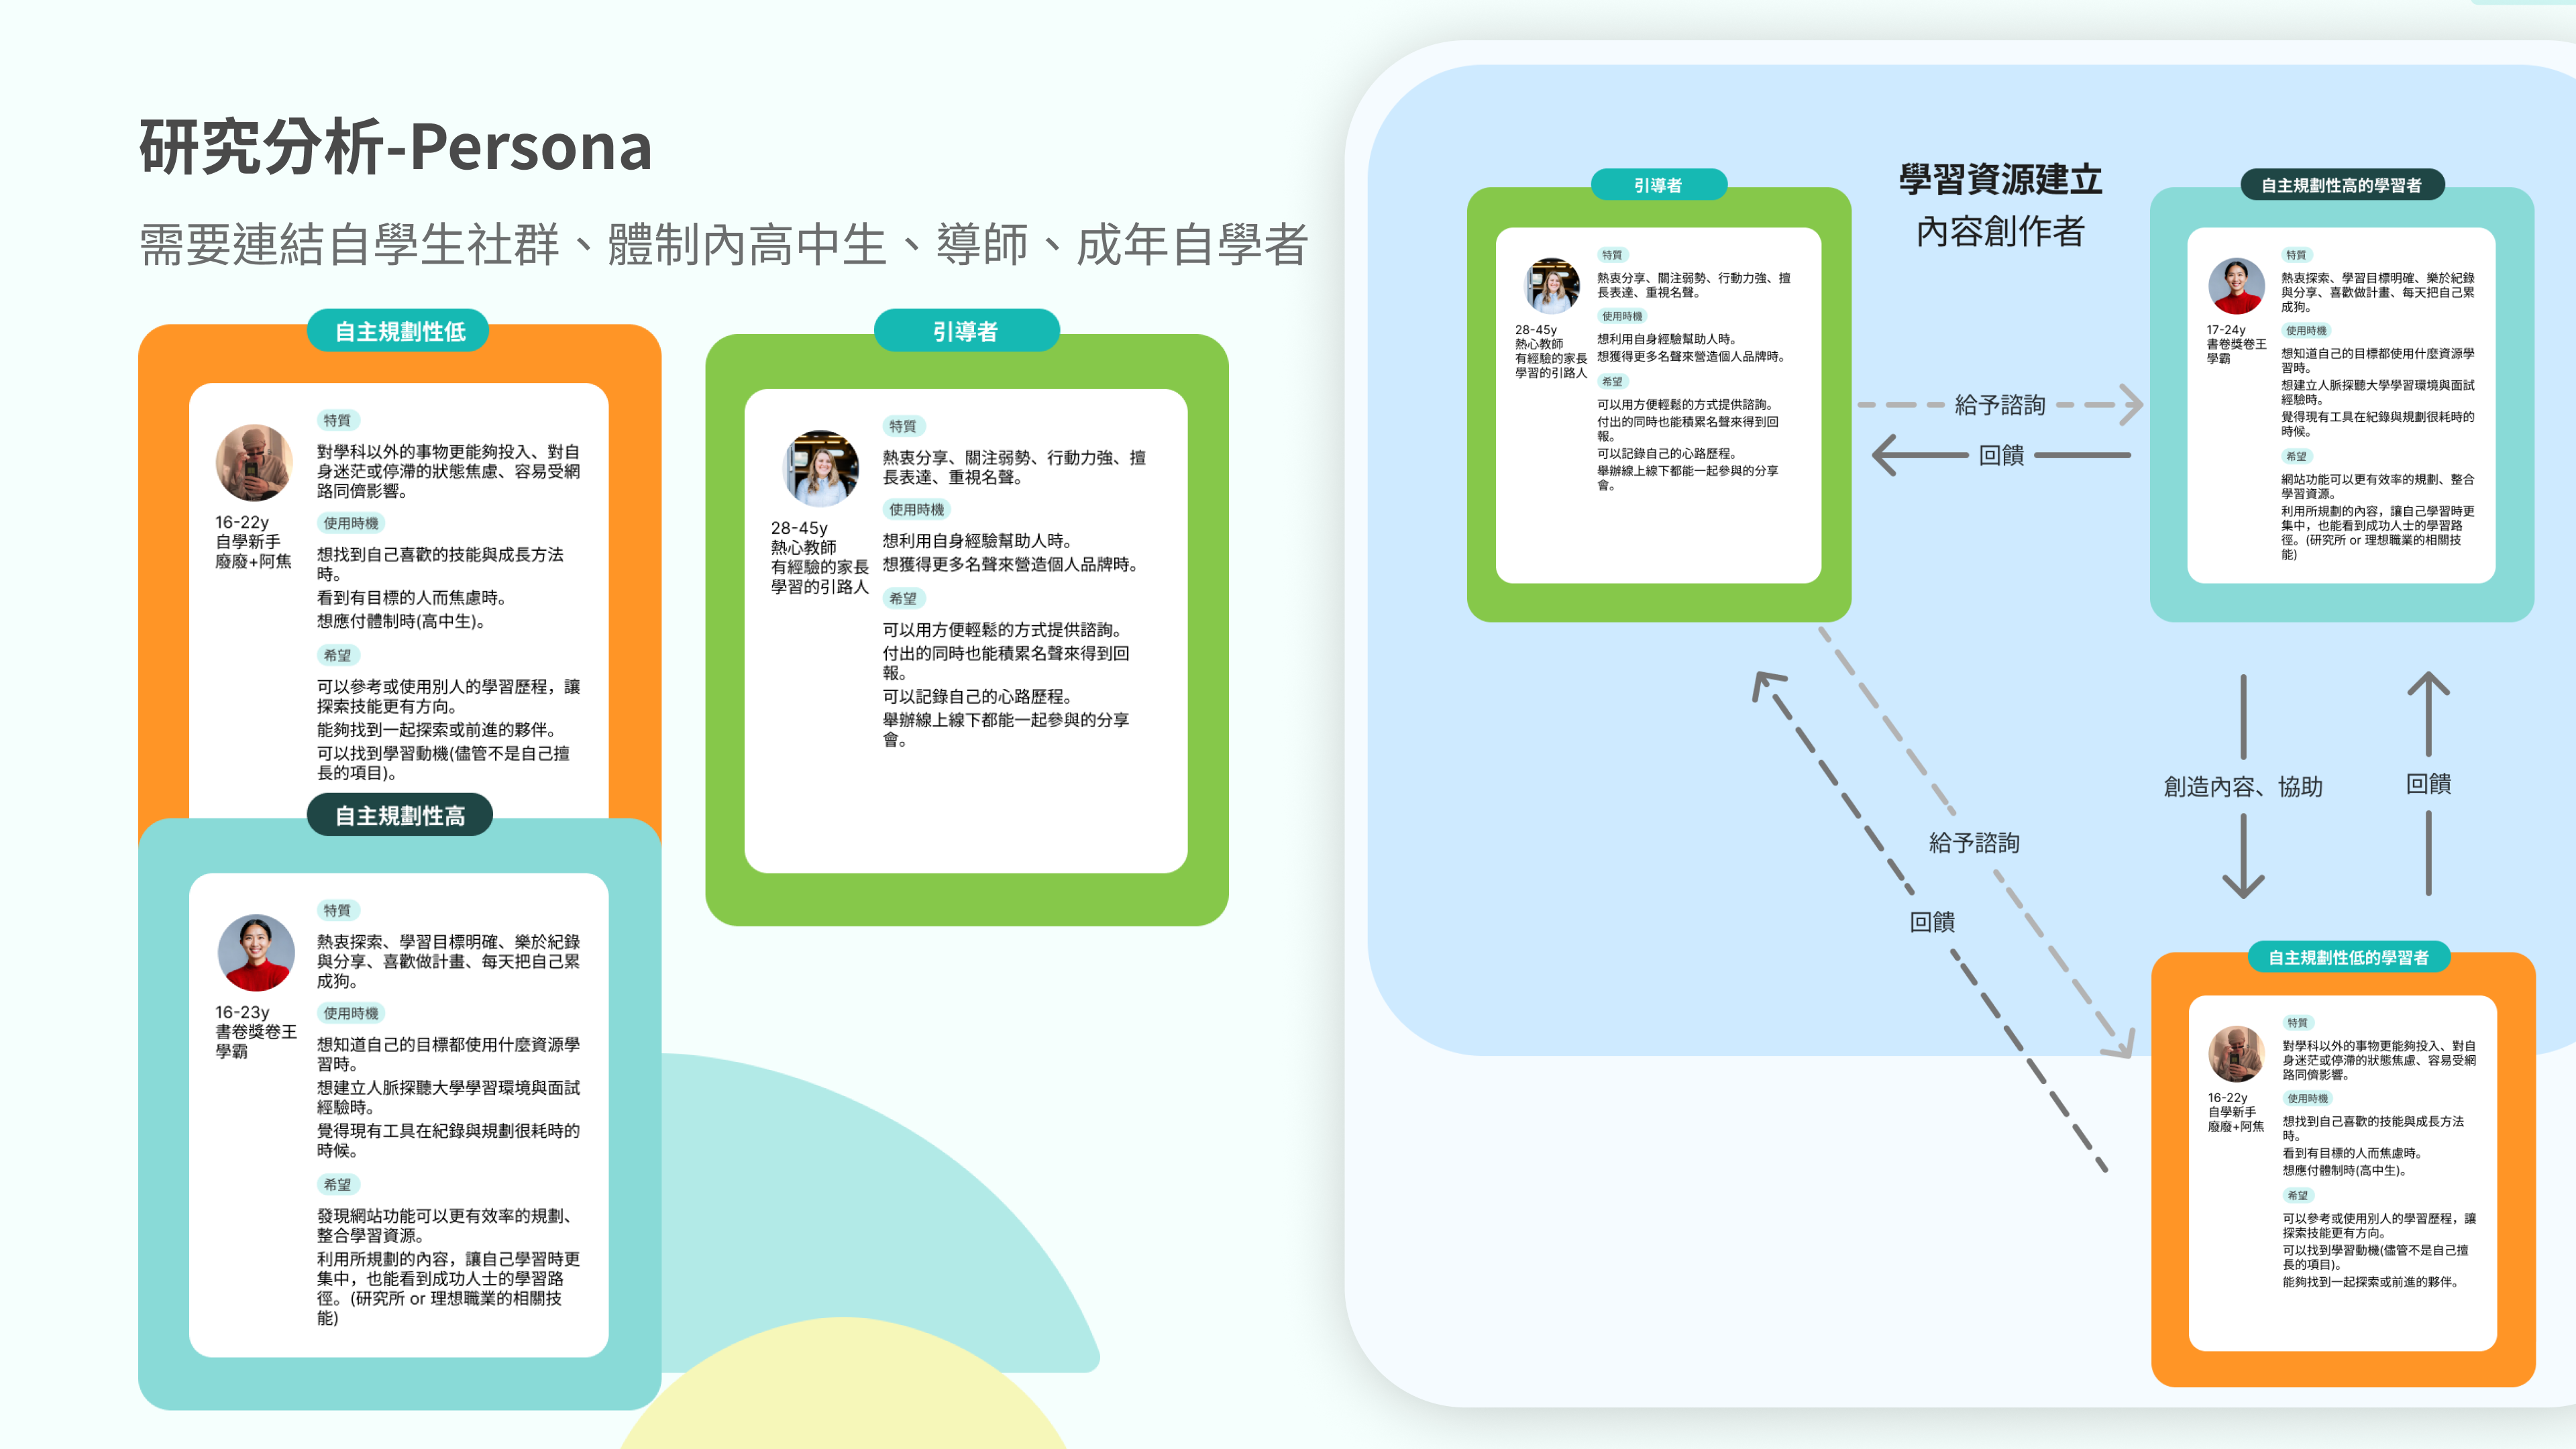 研究分析-Persona
需要連結自學生社群、體制內高中生、導師、成年自學者
自主規劃性低
16-22y
自學新手
廢廢+阿焦
特質
對學科以外的事物更能夠投入、對自
身迷茫或停滯的狀態焦慮、容易受網
路同儕影響。
使用時機
想找到自己喜歡的技能與成長方法
時。
看到有目標的人而焦慮時。
想應付體制時(高中生)。
希望
可以參考或使用別人的學習歷程，讓
探索技能更有方向。
能夠找到一起探索或前進的夥伴。
可以找到學習動機(儘管不是自己擅
長的項目)。
自主規劃性高
16-23y
書卷獎卷王
學霸
特質
熱衷探索、學習目標明確、樂於紀錄
與分享、喜歡做計畫、每天把自己累
成狗。
使用時機
想知道自己的目標都使用什麼資源學
習時。
想建立人脈探聽大學學習環境與面試
經驗時。
覺得現有工具在紀錄與規劃很耗時的
時候。
希望
發現網站功能可以更有效率的規劃、
整合學習資源。
利用所規劃的內容，讓自己學習時更
集中，也能看到成功人士的學習路
徑。(研究所 or 理想職業的相關技
能)
引導者
28-45y
熱心教師
有經驗的家長
學習的引路人
特質
熱衷分享、關注弱勢、行動力強、擅
長表達、重視名聲。
使用時機
想利用自身經驗幫助人時。
想獲得更多名聲來營造個人品牌時。
希望
可以用方便輕鬆的方式提供諮詢。
付出的同時也能積累名聲來得到回
報。
可以記錄自己的心路歷程。
舉辦線上線下都能一起參與的分享
會。
學習資源建立
內容創作者
引導者
28-45y
熱心教師
有經驗的家長
學習的引路人
特質
熱衷分享、關注弱勢、行動力強、擅
長表達、重視名聲。
使用時機
想利用自身經驗幫助人時。
想獲得更多名聲來營造個人品牌時。
希望
可以用方便輕鬆的方式提供諮詢。
付出的同時也能積累名聲來得到回
報。
可以記錄自己的心路歷程。
舉辦線上線下都能一起參與的分享
會。
給予諮詢
回饋
自主規劃性高的學習者
17-24y
書卷獎卷王
學霸
特質
熱衷探索、學習目標明確、樂於紀錄
與分享、喜歡做計畫、每天把自己累
成狗。
使用時機
想知道自己的目標都使用什麼資源學
習時。
想建立人脈探聽大學學習環境與面試
經驗時。
覺得現有工具在紀錄與規劃很耗時的
時候。
希望
網站功能可以更有效率的規劃、整合
學習資源。
利用所規劃的內容，讓自己學習時更
集中，也能看到成功人士的學習路
徑。(研究所 or 理想職業的相關技
能)
創造內容、協助
回饋
給予諮詢
回饋
自主規劃性低的學習者
16-22y
自學新手
廢廢+阿焦
特質
對學科以外的事物更能夠投入、對自
身迷茫或停滯的狀態焦慮、容易受網
路同儕影響。
使用時機
想找到自己喜歡的技能與成長方法
時。
看到有目標的人而焦慮時。
想應付體制時(高中生)。
希望
可以參考或使用別人的學習歷程，讓
探索技能更有方向。
可以找到學習動機(儘管不是自己擅
長的項目)。
能夠找到一起探索或前進的夥伴。